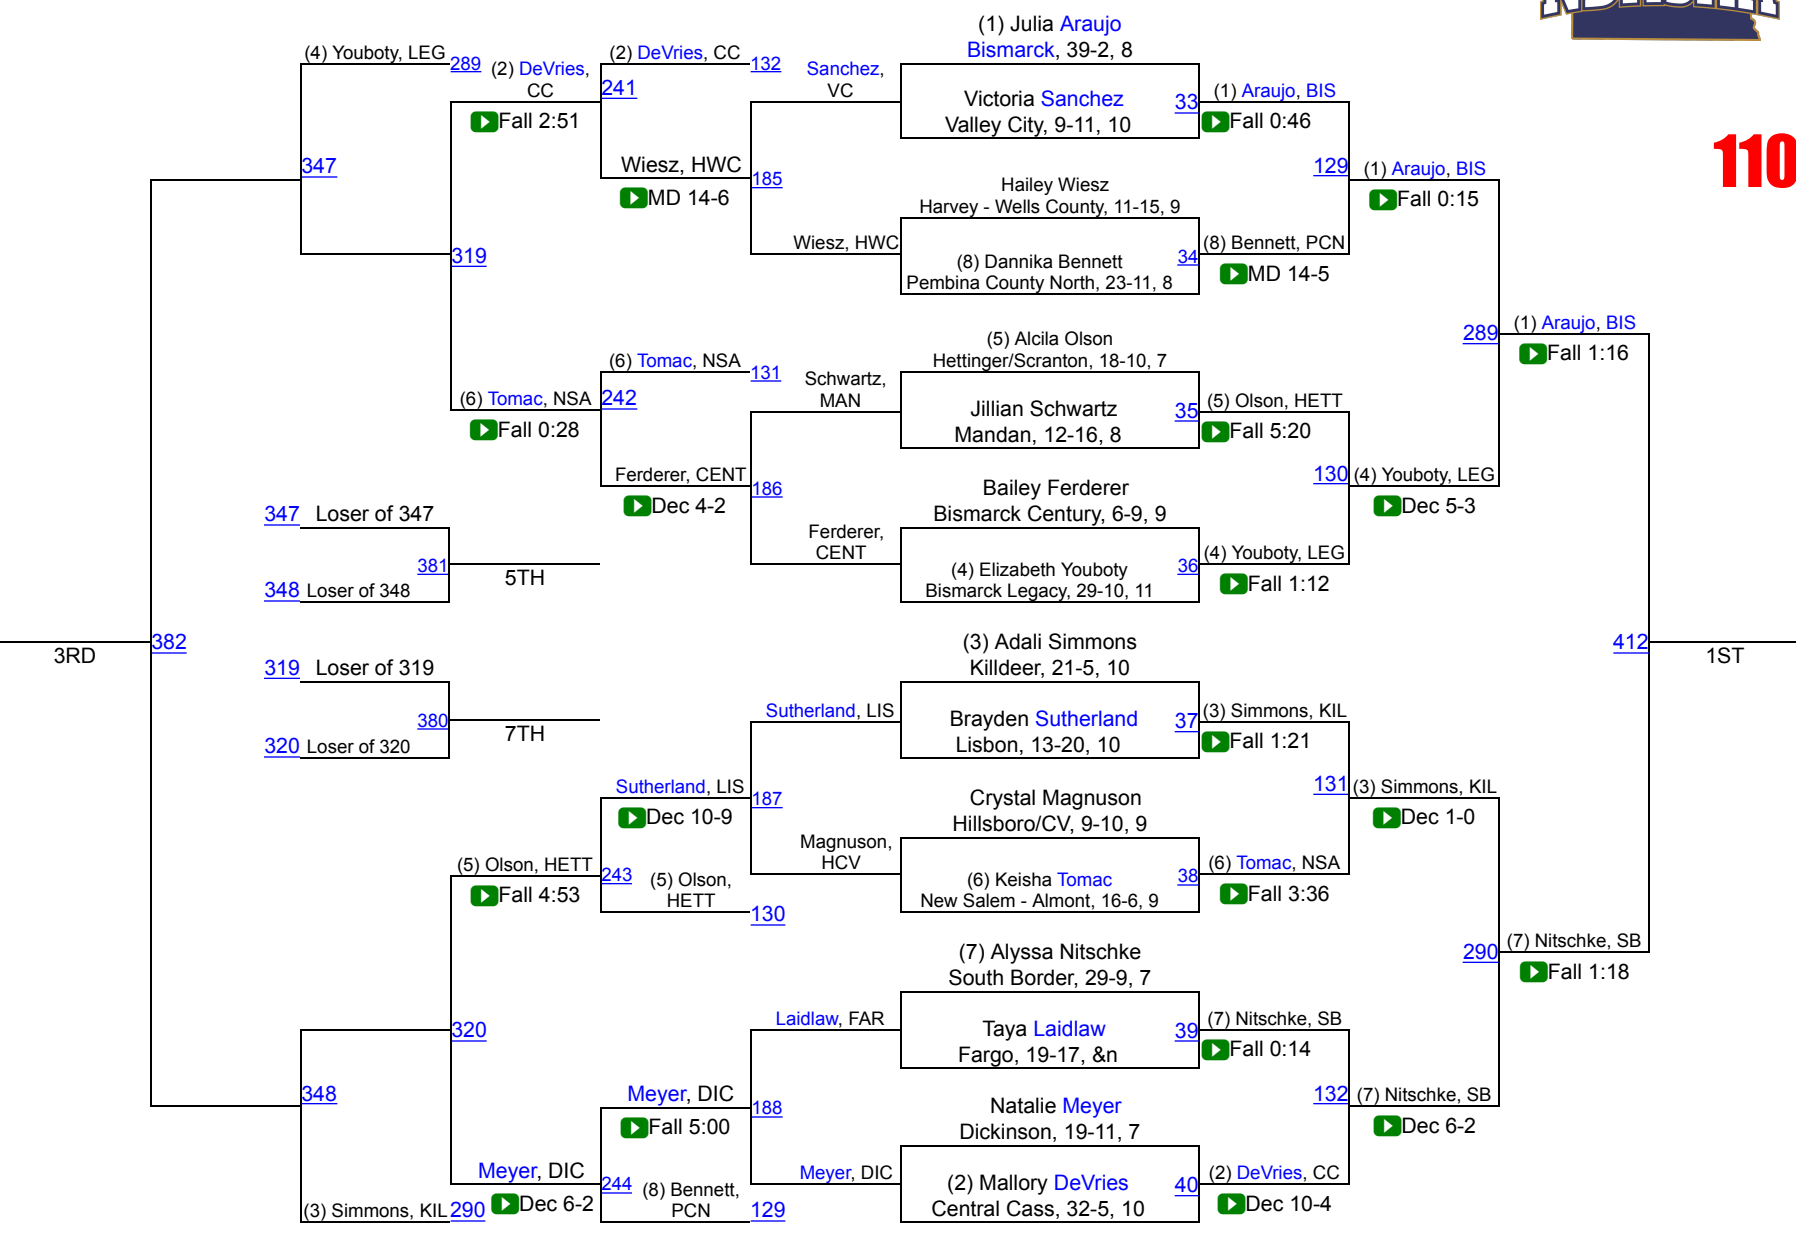 (1) Julia Araujo
Bismarck, 39-2, 8
Victoria Sanchez
Valley City, 9-11, 10
33
Hailey Wiesz
Harvey - Wells County, 11-15, 9
(8) Dannika Bennett
Pembina County North, 23-11, 8
34
(5) Alcila Olson
Hettinger/Scranton, 18-10, 7
Jillian Schwartz
Mandan, 12-16, 8
35
Bailey Ferderer
Bismarck Century, 6-9, 9
(4) Elizabeth Youboty
Bismarck Legacy, 29-10, 11
36
(3) Adali Simmons
Killdeer, 21-5, 10
Brayden Sutherland
Lisbon, 13-20, 10
37
Crystal Magnuson
Hillsboro/CV, 9-10, 9
(6) Keisha Tomac
New Salem - Almont, 16-6, 9
38
(7) Alyssa Nitschke
South Border, 29-9, 7
Taya Laidlaw
Fargo, 19-17, &n
39
Natalie Meyer
Dickinson, 19-11, 7
(2) Mallory DeVries
Central Cass, 32-5, 10
40
(1) Araujo, BIS
Fall 0:46
129
(8) Bennett, PCN
MD 14-5
(5) Olson, HETT
Fall 5:20
130
(4) Youboty, LEG
Fall 1:12
(3) Simmons, KIL
Fall 1:21
131
(6) Tomac, NSA
Fall 3:36
(7) Nitschke, SB
Fall 0:14
132
(2) DeVries, CC
Dec 10-4
(1) Araujo, BIS
Fall 0:15
289
(4) Youboty, LEG
Dec 5-3
(3) Simmons, KIL
Dec 1-0
290
(7) Nitschke, SB
Dec 6-2
(1) Araujo, BIS
Fall 1:16
412
(7) Nitschke, SB
Fall 1:18
1ST
110
Sanchez,
VC
185
Wiesz, HWC
Schwartz,
MAN
186
Ferderer,
CENT
Sutherland, LIS
187
Magnuson,
HCV
Laidlaw, FAR
188
Meyer, DIC
(2) DeVries, CC
132
241
Wiesz, HWC
MD 14-6
(6) Tomac, NSA
131
242
Ferderer, CENT
Dec 4-2
Sutherland, LIS
Dec 10-9
243
(5) Olson,
HETT
130
Meyer, DIC
Fall 5:00
244
(8) Bennett,
PCN
129
(2) DeVries,
CC
Fall 2:51
319
(6) Tomac, NSA
Fall 0:28
(5) Olson, HETT
Fall 4:53
320
Meyer, DIC
Dec 6-2
(4) Youboty, LEG
289
347
348
(3) Simmons, KIL
290
347 Loser of 347
381
348 Loser of 348
5TH
319 Loser of 319
380
320 Loser of 320
7TH
382
3RD